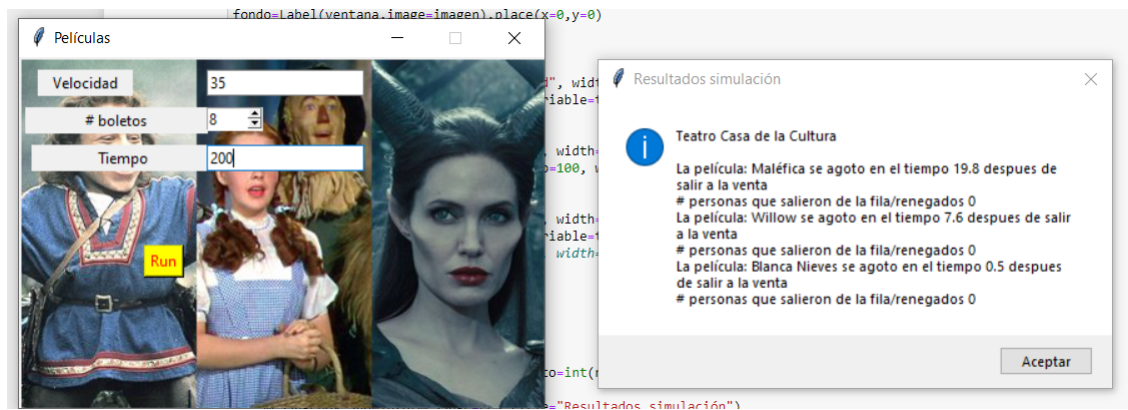 fondo=Label(ventana,image=imagen).place(x=0,y=0)
Películas
Velocidad 35
# boletos 8
Tiempo 200
Run
Resultados simulación
Teatro Casa de la Cultura
La película: Maléfica se agoto en el tiempo 19.8 despues de
salir a la venta
# personas que salieron de la fila/renegados 0
La película: Willow se agoto en el tiempo 7.6 despues de salir
a la venta
# personas que salieron de la fila/renegados 0
La película: Blanca Nieves se agoto en el tiempo 0.5 despues
de salir a la venta
# personas que salieron de la fila/renegados 0
Aceptar
="Resultados simulación")